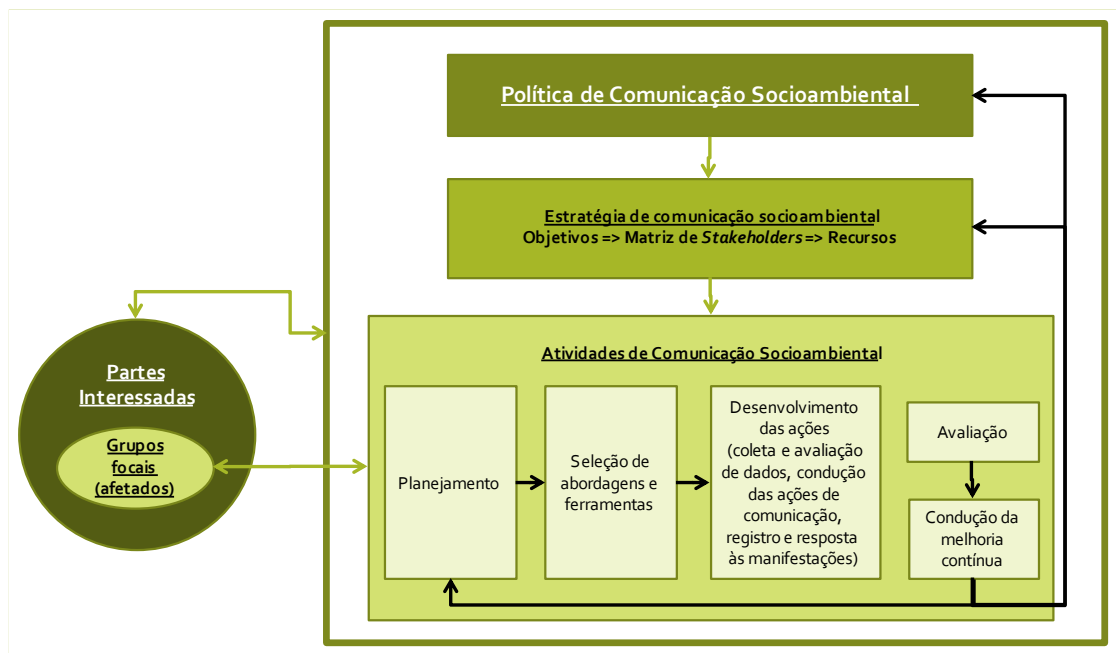 Política de Comunicação Socioambiental
Estratégia de comunicação socioambiental
Objetivos => Matriz de Stakeholders => Recursos
Partes
Interessadas
Grupos
focais
(afetados)
Atividades de Comunicação Socioambiental
Planejamento
Seleção de
abordagens e
ferramentas
Desenvolvimento
das ações
(coleta e avaliação
de dados, condução
das ações de
comunicação,
registro e resposta
às manifestações)
Avaliação
Condução da
melhoria
contínua